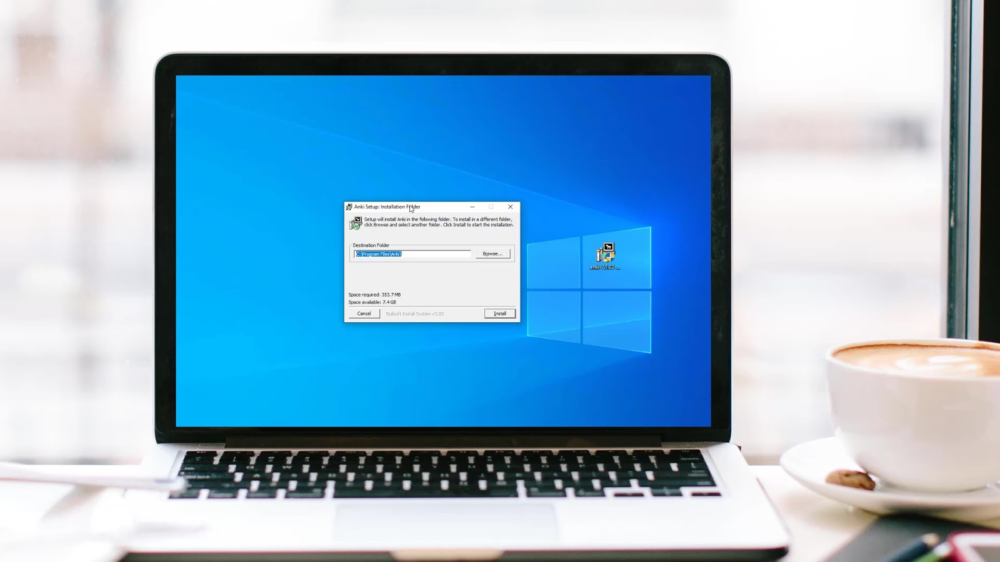 Anki Setup: Installation Folder
Setup will install Anki in the following folder. To install in a different folder,
click Browse and select another folder. Click Install to start the installation.
Destination Folder
C:\Program Files\Anki\
Browse...
Space required: 353.7 MB
Space available: 7.4 GB
Cancel
Nullsoft Install System v3.03
Install
anki-2.1.22-...